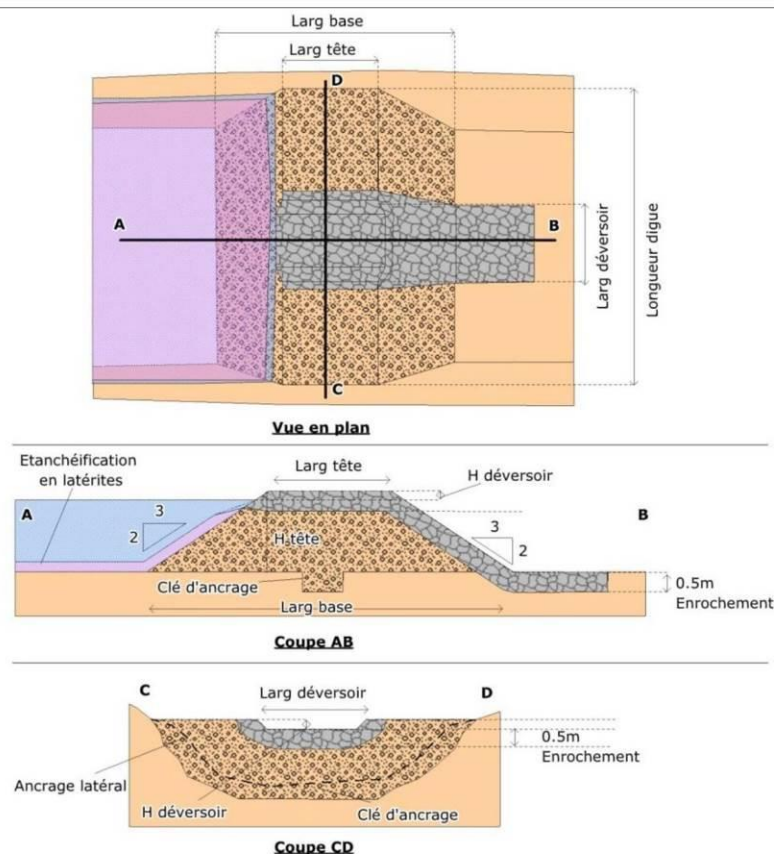 Larg base
Larg tête
D
A
B
Larg déversoir
Longueur digue
C
Vue en plan
Etanchéification
en latérites
Larg tête
H déversoir
A
3
2
3
2
B
H tête
Clé d'ancrage
0.5m
Enrochement
Larg base
Coupe AB
C
Larg déversoir
D
0.5m
Enrochement
Ancrage latéral
H déversoir
Clé d'ancrage
Coupe CD